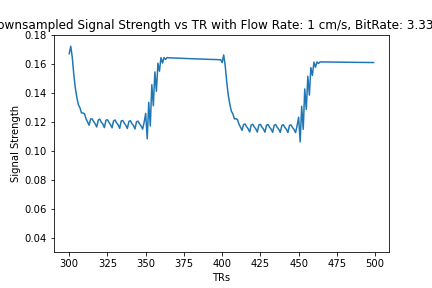 ownsampled Signal Strength vs TR with Flow Rate: 1 cm/s, BitRate: 3.33
0.18
0.16
0.14
0.12
0.10
0.08
0.06
0.04
Signal Strength
300 325 350 375 400 425 450 475 500
TRs